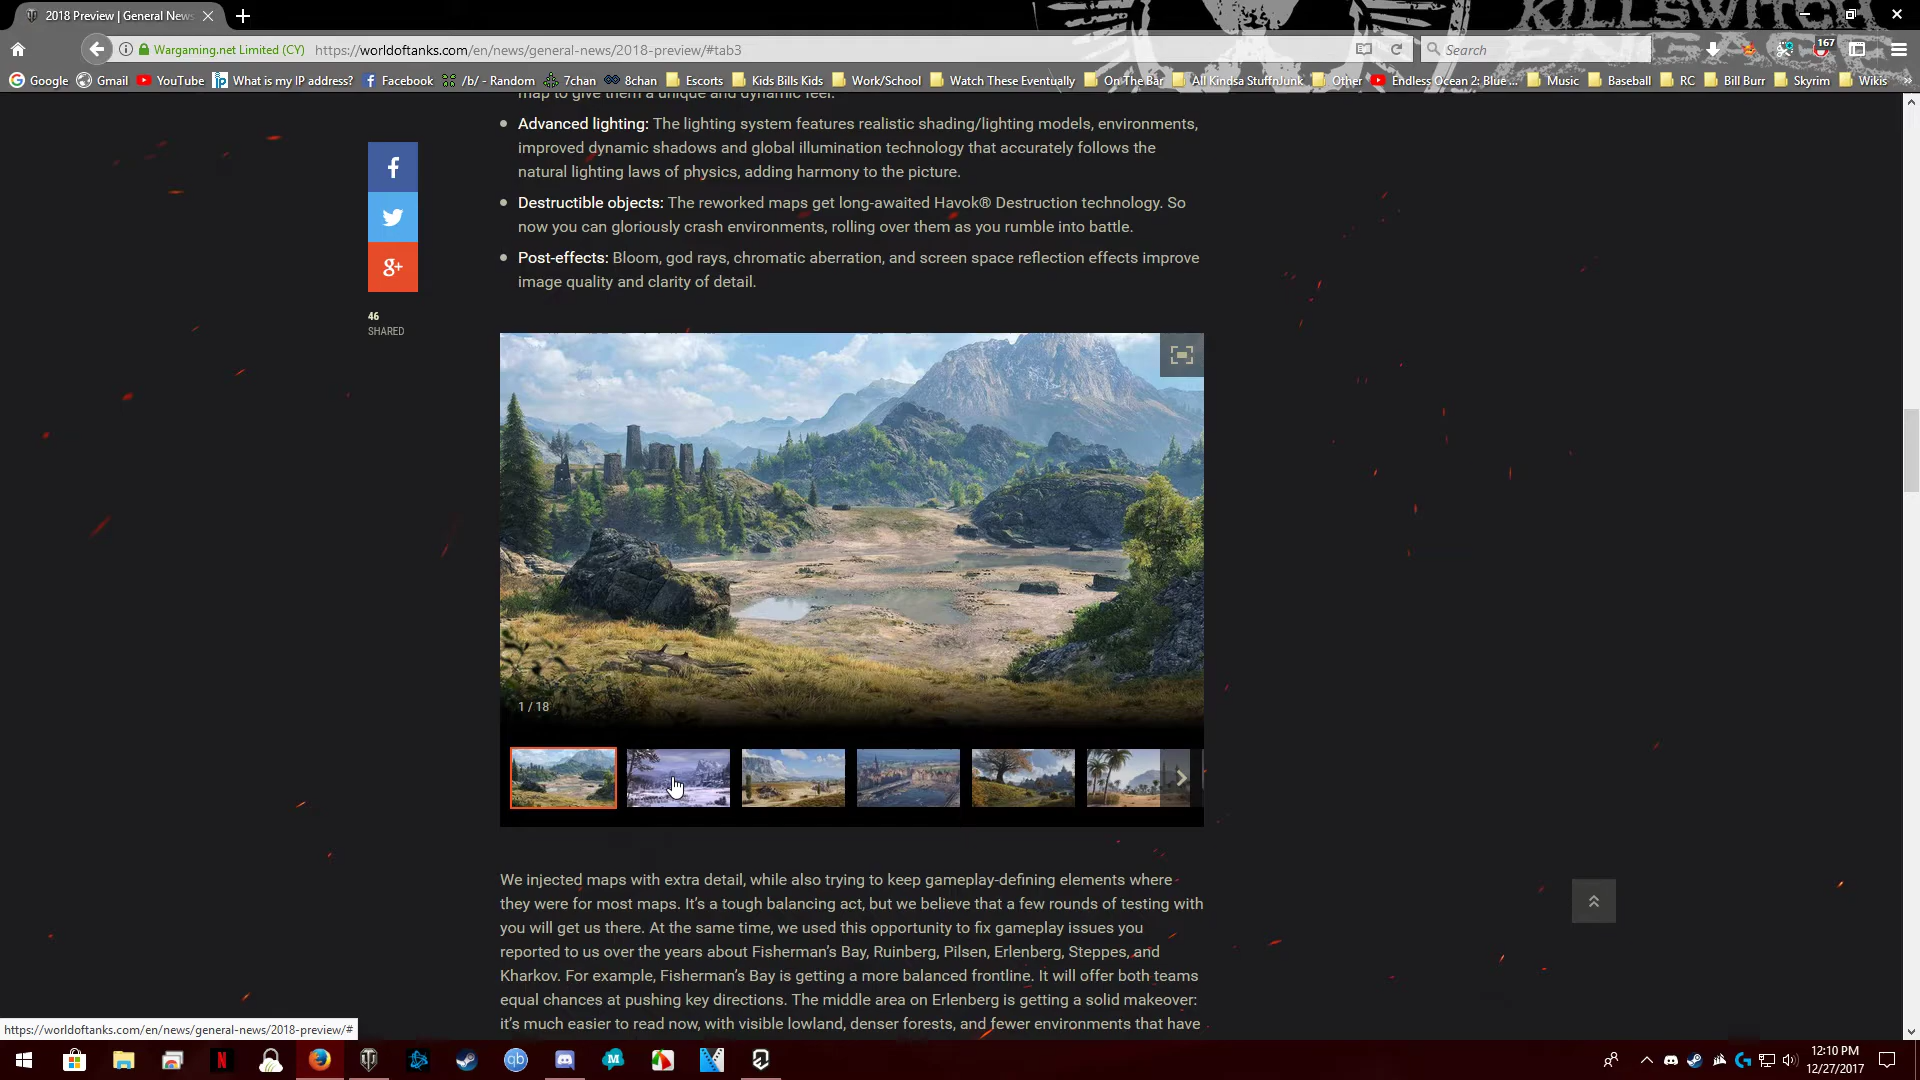 2018 Preview | General News
KILLSWITCH
ENGAGE
Wargaming.net Limited (CY)
https://worldoftanks.com/en/news/general-news/2018-preview/#tab3
Search
167
Google
Gmail
YouTube
What is my IP address?
Facebook
/b/ - Random
7chan
8chan
Escorts
Kids Bills Kids
Work/School
Watch These Eventually
On The Bar
All Kindsa StuffnJunk
Other
Endless Ocean 2: Blue ...
Music
Baseball
RC
Bill Burr
Skyrim
Wikis
map to give them a unique and dynamic feel.
Advanced lighting: The lighting system features realistic shading/lighting models, environments,
improved dynamic shadows and global illumination technology that accurately follows the
natural lighting laws of physics, adding harmony to the picture.
Destructible objects: The reworked maps get long-awaited Havok® Destruction technology. So
now you can gloriously crash environments, rolling over them as you rumble into battle.
Post-effects: Bloom, god rays, chromatic aberration, and screen space reflection effects improve
image quality and clarity of detail.
46
SHARED
1 / 18
We injected maps with extra detail, while also trying to keep gameplay-defining elements where
they were for most maps. It's a tough balancing act, but we believe that a few rounds of testing with
you will get us there. At the same time, we used this opportunity to fix gameplay issues you
reported to us over the years about Fisherman's Bay, Ruinberg, Pilsen, Erlenberg, Steppes, and
Kharkov. For example, Fisherman's Bay is getting a more balanced frontline. It will offer both teams
equal chances at pushing key directions. The middle area on Erlenberg is getting a solid makeover:
it's much easier to read now, with visible lowland, denser forests, and fewer environments that have
https://worldoftanks.com/en/news/general-news/2018-preview/#
12:10 PM
12/27/2017